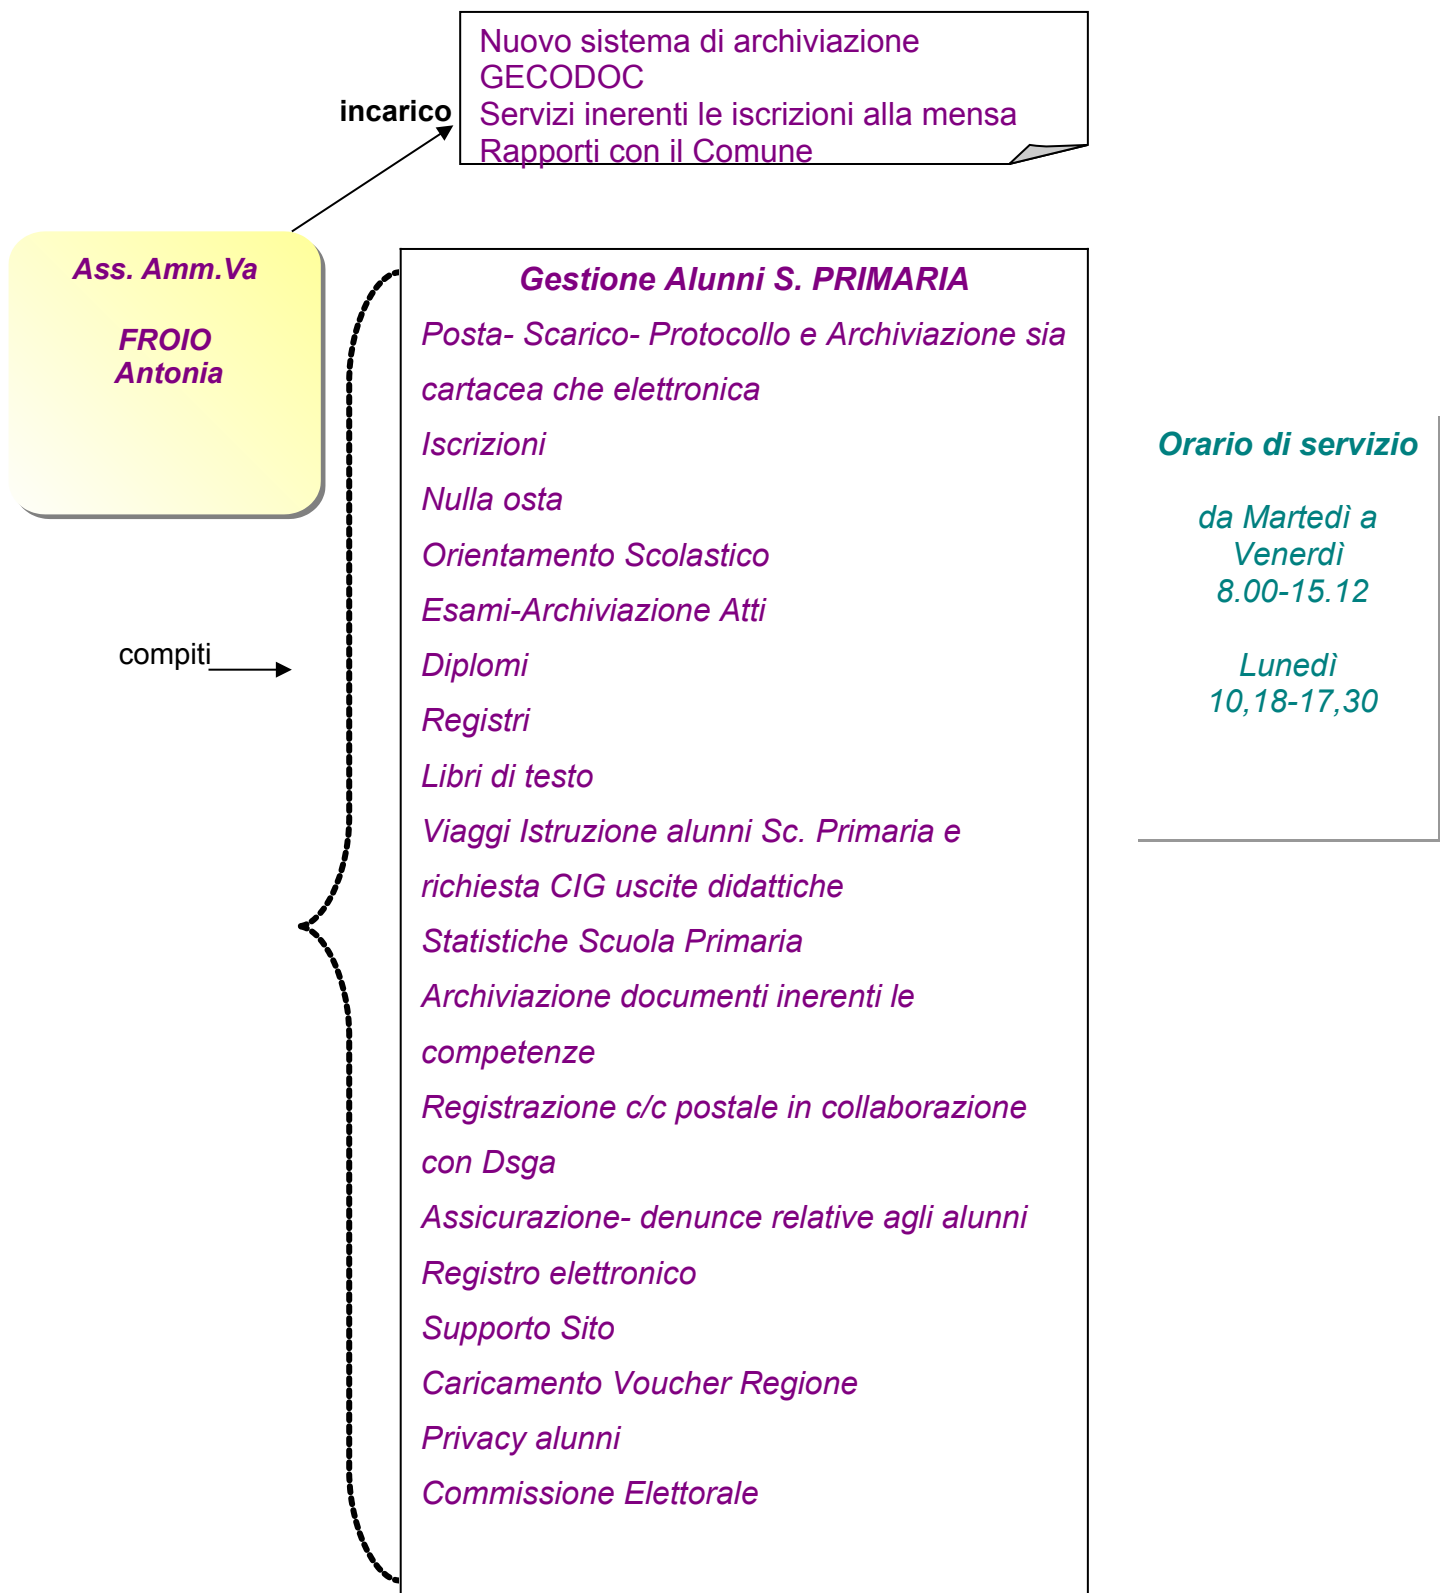 Nuovo sistema di archiviazione
GECODOC
incarico
Servizi inerenti le iscrizioni alla mensa
Rapporti con il Comune
Ass. Amm.Va
FROIO
Antonia
Gestione Alunni S. PRIMARIA
Posta- Scarico- Protocollo e Archiviazione sia
cartacea che elettronica
Iscrizioni
Nulla osta
Orientamento Scolastico
Esami-Archiviazione Atti
Diplomi
Registri
Libri di testo
Viaggi Istruzione alunni Sc. Primaria e
richiesta CIG uscite didattiche
Statistiche Scuola Primaria
Archiviazione documenti inerenti le
competenze
Registrazione c/c postale in collaborazione
con Dsga
Assicurazione- denunce relative agli alunni
Registro elettronico
Supporto Sito
Caricamento Voucher Regione
Privacy alunni
Commissione Elettorale
compiti
Orario di servizio
da Martedì a
Venerdì
8.00-15.12
Lunedì
10,18-17,30